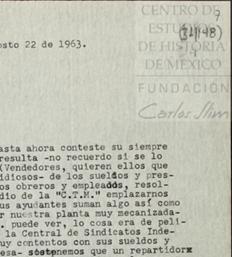 CENTRO DE
ESTUDIOS
DE HISTORIA
DE MÉXICO
FUNDACIÓN
Carlos Slim
osto 22 de 1963.
asta ahora conteste su siempre
resulta -no recuerdo si se lo
(Vendedores, quieren ellos que
idiosos- de los sueldos y pres-
os obreros y empleados, resol-
dio de la "C.T.M." emplazarnos
us ayudantes suman algo así como
r nuestra planta muy mecanizada-
. puede ver, lo cosa era de peli-
la Central de Sindicatos Inde-
uy contentos con sus sueldos y
esa- sostenemos que un repartidor